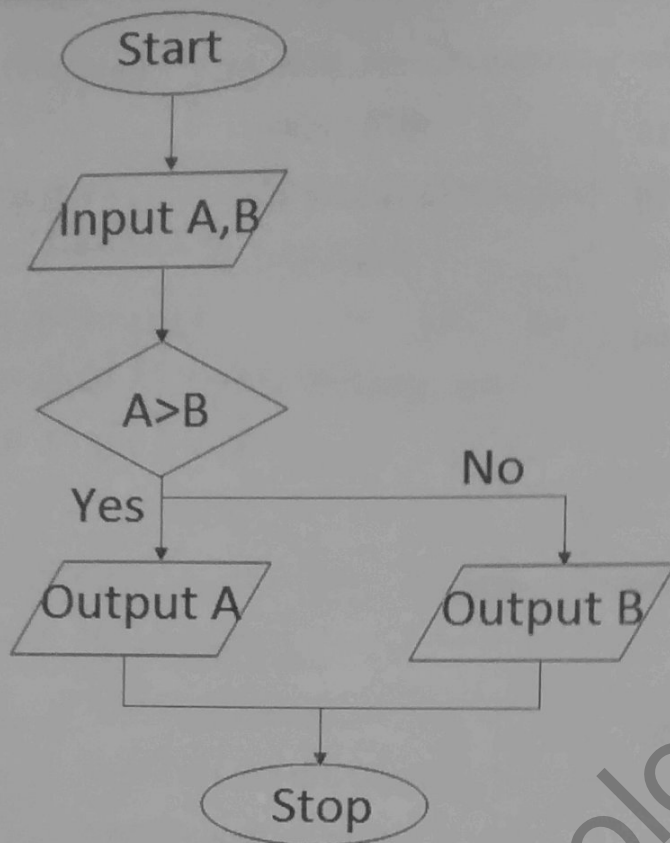 Start
Input A,B
A>B
No
Yes
Output A
Output B
Stop